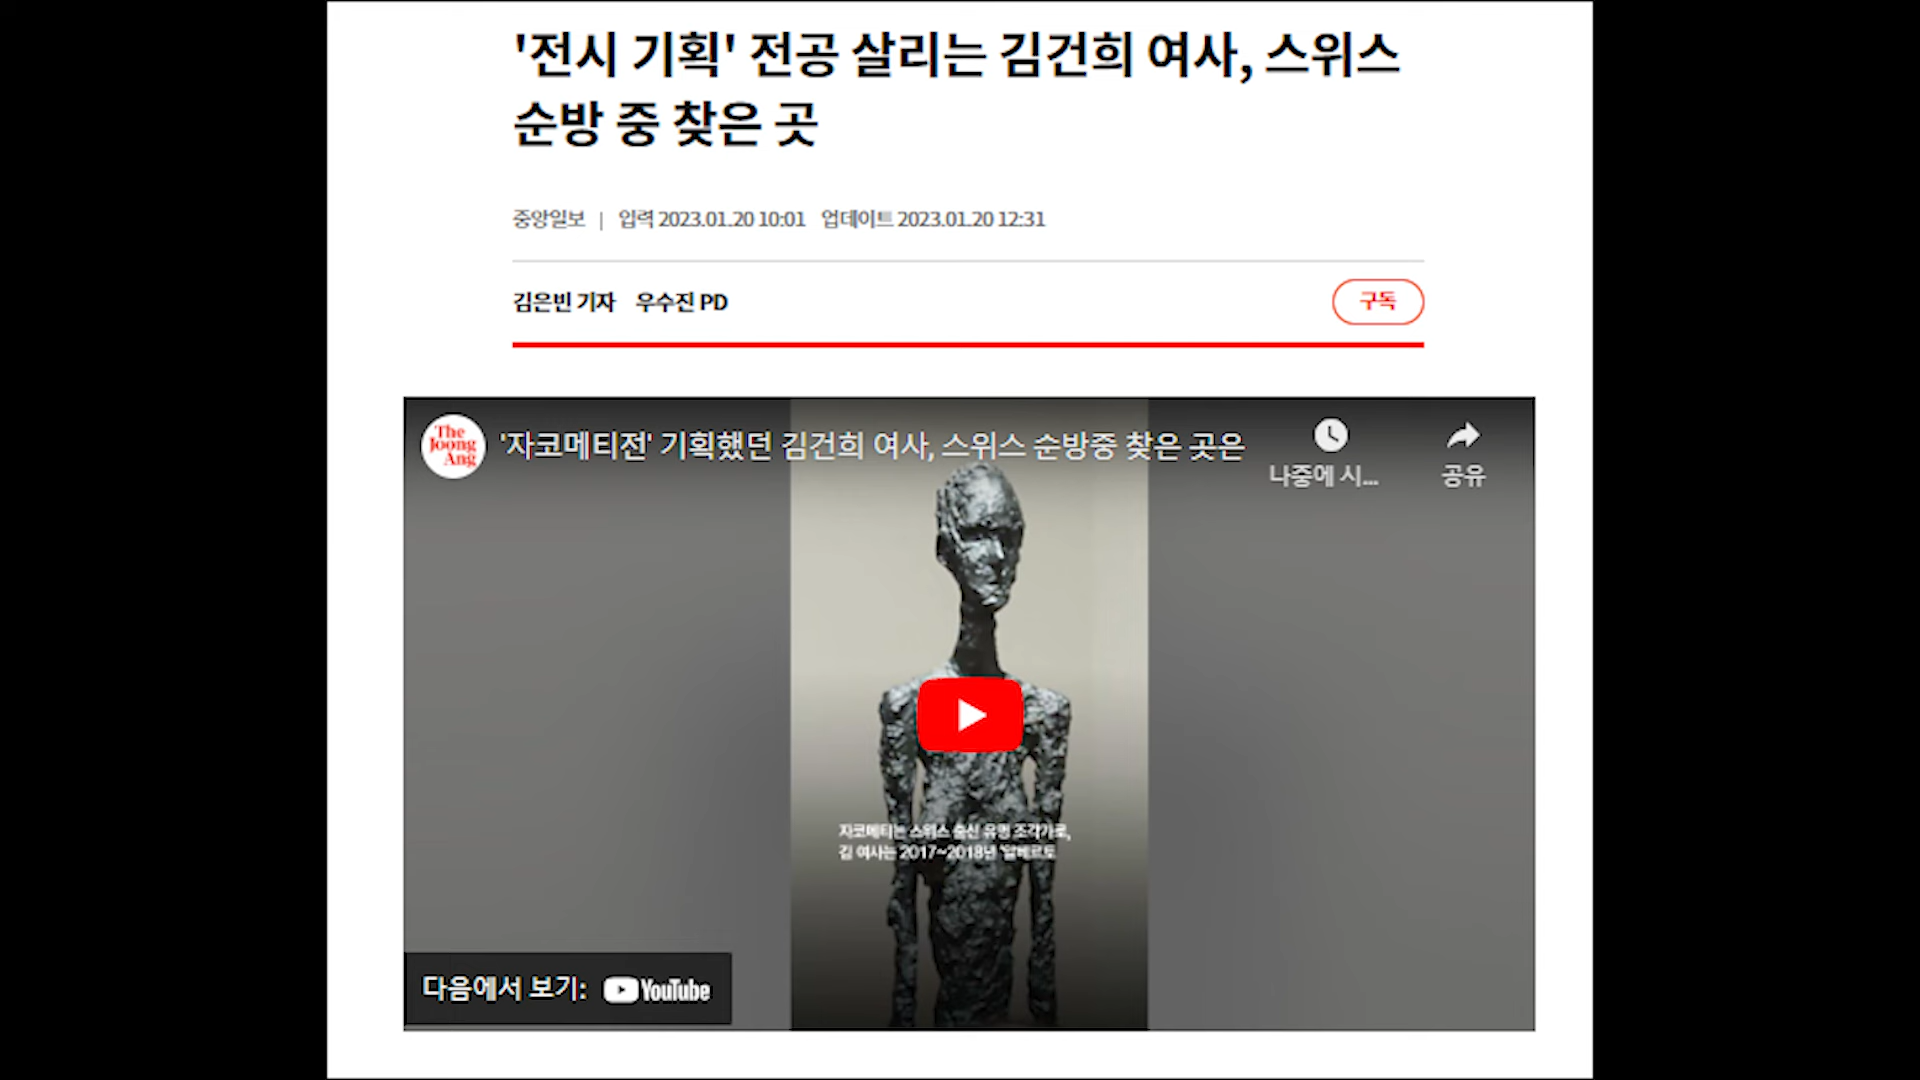 '전시 기획' 전공 살리는 김건희 여사, 스위스
순방 중 찾은 곳
중앙일보 | 입력 2023.01.20 10:01 업데이트 2023.01.20 12:31
김은빈 기자 우수진 PD
구독
The
Joong
Ang
'자코메티전' 기획했던 김건희 여사, 스위스 순방중 찾은 곳은
나중에 시...
공유
자코메티는 스위스 출신 유명 조각가로,
김 여사는 2017~2018년 '알베르토
다음에서 보기: YouTube